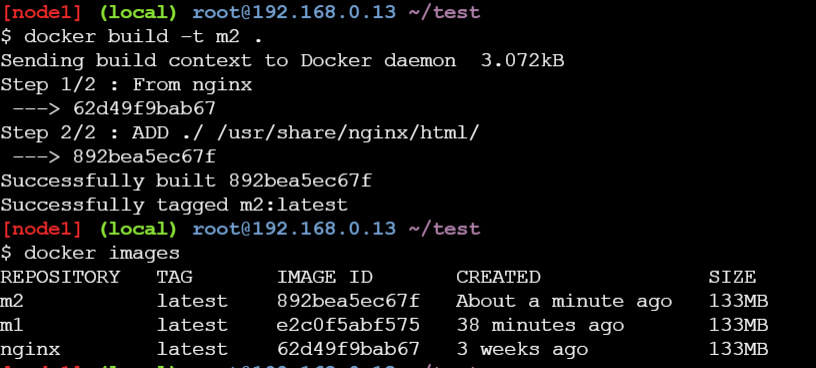 [node1] (local) root@192.168.0.13 ~/test
$ docker build -t m2 .
Sending build context to Docker daemon  3.072kB
Step 1/2 : From nginx
 ---> 62d49f9bab67
Step 2/2 : ADD ./ /usr/share/nginx/html/
 ---> 892bea5ec67f
Successfully built 892bea5ec67f
Successfully tagged m2:latest
[node1] (local) root@192.168.0.13 ~/test
$ docker images
REPOSITORY   TAG       IMAGE ID       CREATED              SIZE
m2           latest    892bea5ec67f   About a minute ago   133MB
m1           latest    e2c0f5abf575   38 minutes ago       133MB
nginx        latest    62d49f9bab67   3 weeks ago          133MB